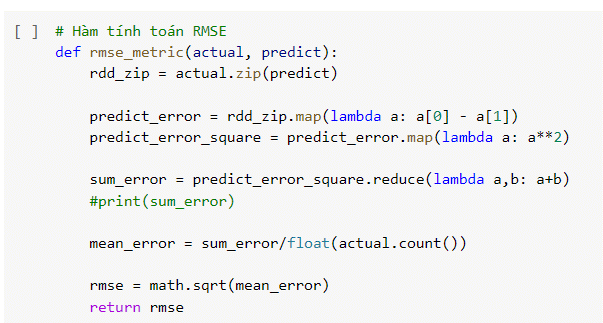 [ ] # Hàm tính toán RMSE
def rmse_metric(actual, predict):
    rdd_zip = actual.zip(predict)

    predict_error = rdd_zip.map(lambda a: a[0] - a[1])
    predict_error_square = predict_error.map(lambda a: a**2)

    sum_error = predict_error_square.reduce(lambda a,b: a+b)
    #print(sum_error)

    mean_error = sum_error/float(actual.count())

    rmse = math.sqrt(mean_error)
    return rmse